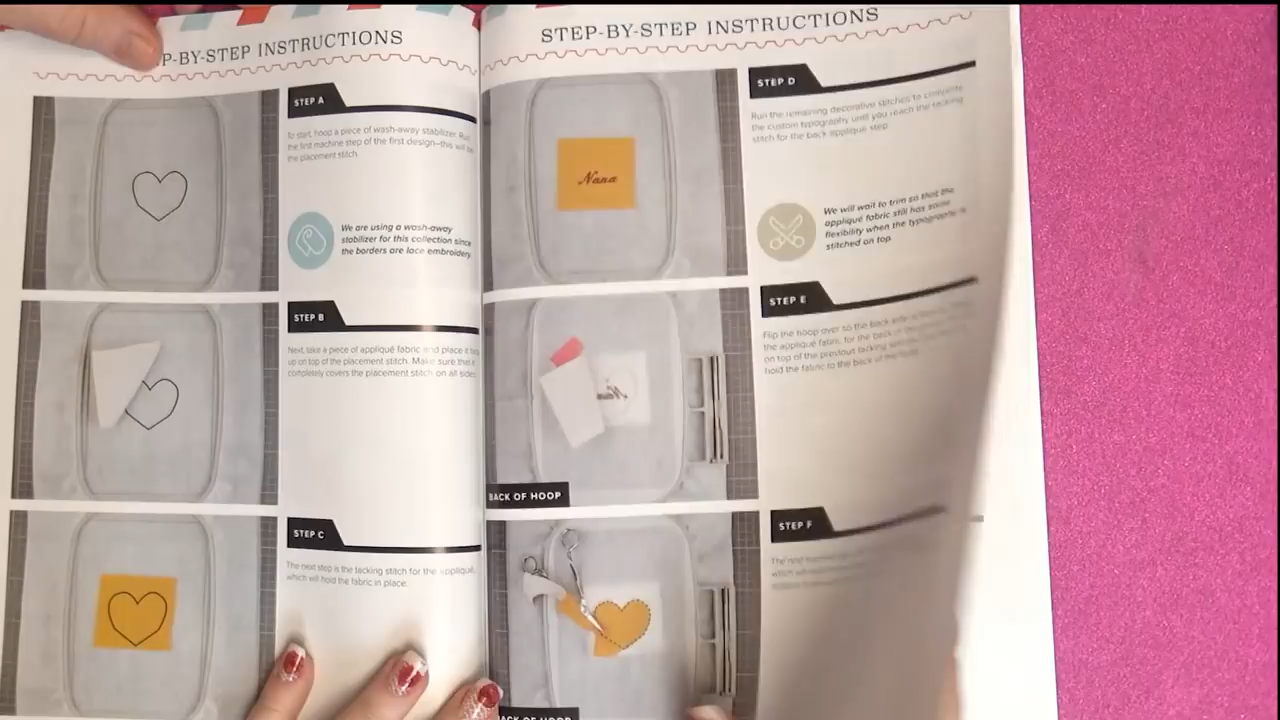 P-BY-STEP INSTRUCTIONS
STEP A
To start, hoop a piece of wash-away stabilizer. Run
the first machine step of the first design–this will be
the placement stitch.
We are using a wash-away
stabilizer for this collection since
the borders are lace embroidery.
STEP B
Next, take a piece of appliqué fabric and place it
up on top of the placement stitch. Make sure that it
completely covers the placement stitch on all sides.
STEP C
The next step is the tacking stitch for the appliqué,
which will hold the fabric in place.
STEP-BY-STEP INSTRUCTIONS
Nana
STEP D
Run the remaining decorative stitches to complete
the custom typography until you reach the tacking
stitch for the back appliqué step.
We will wait to trim so that the
appliqué fabric still has some
flexibility when the typography is
stitched on top.
BACK OF HOOP
STEP E
Flip the hoop over so the back side
the appliqué fabric for the back of
on top of the previous tacking
hold the fabric to the back of the
BACK OF HOOP
STEP F
The next
which